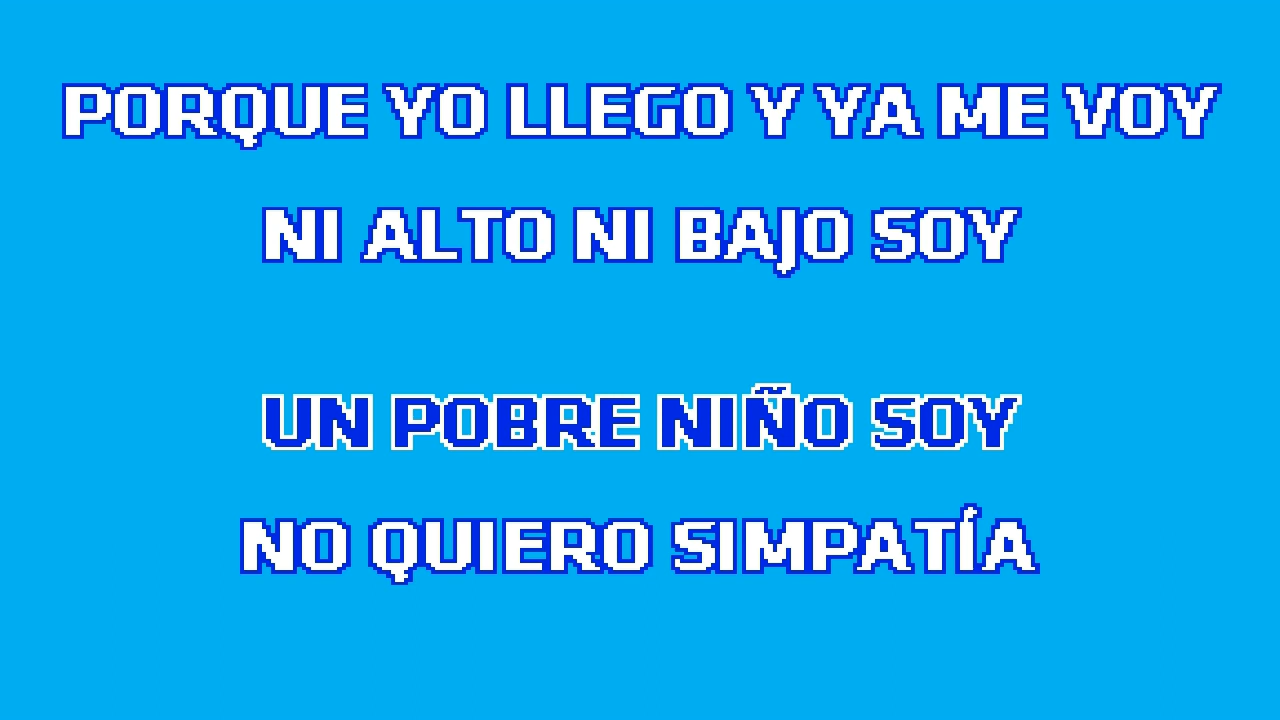 PORQUE YO LLEGO Y YA ME VOY
NI ALTO NI BAJO SOY
UN POBRE NIÑO SOY
NO QUIERO SIMPATÍA